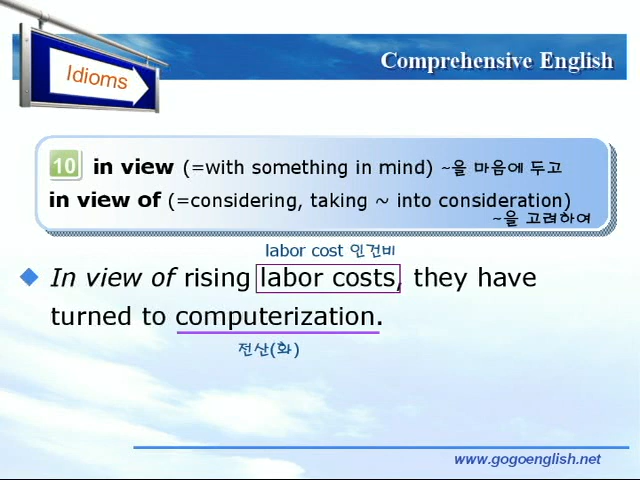 Idioms
Comprehensive English
10 in view (=with something in mind) ~을 마음에 두고
in view of (=considering, taking ~ into consideration)
~을 고려하여
labor cost 인건비
In view of rising labor costs, they have
turned to computerization.
전산(화)
www.gogoenglish.net